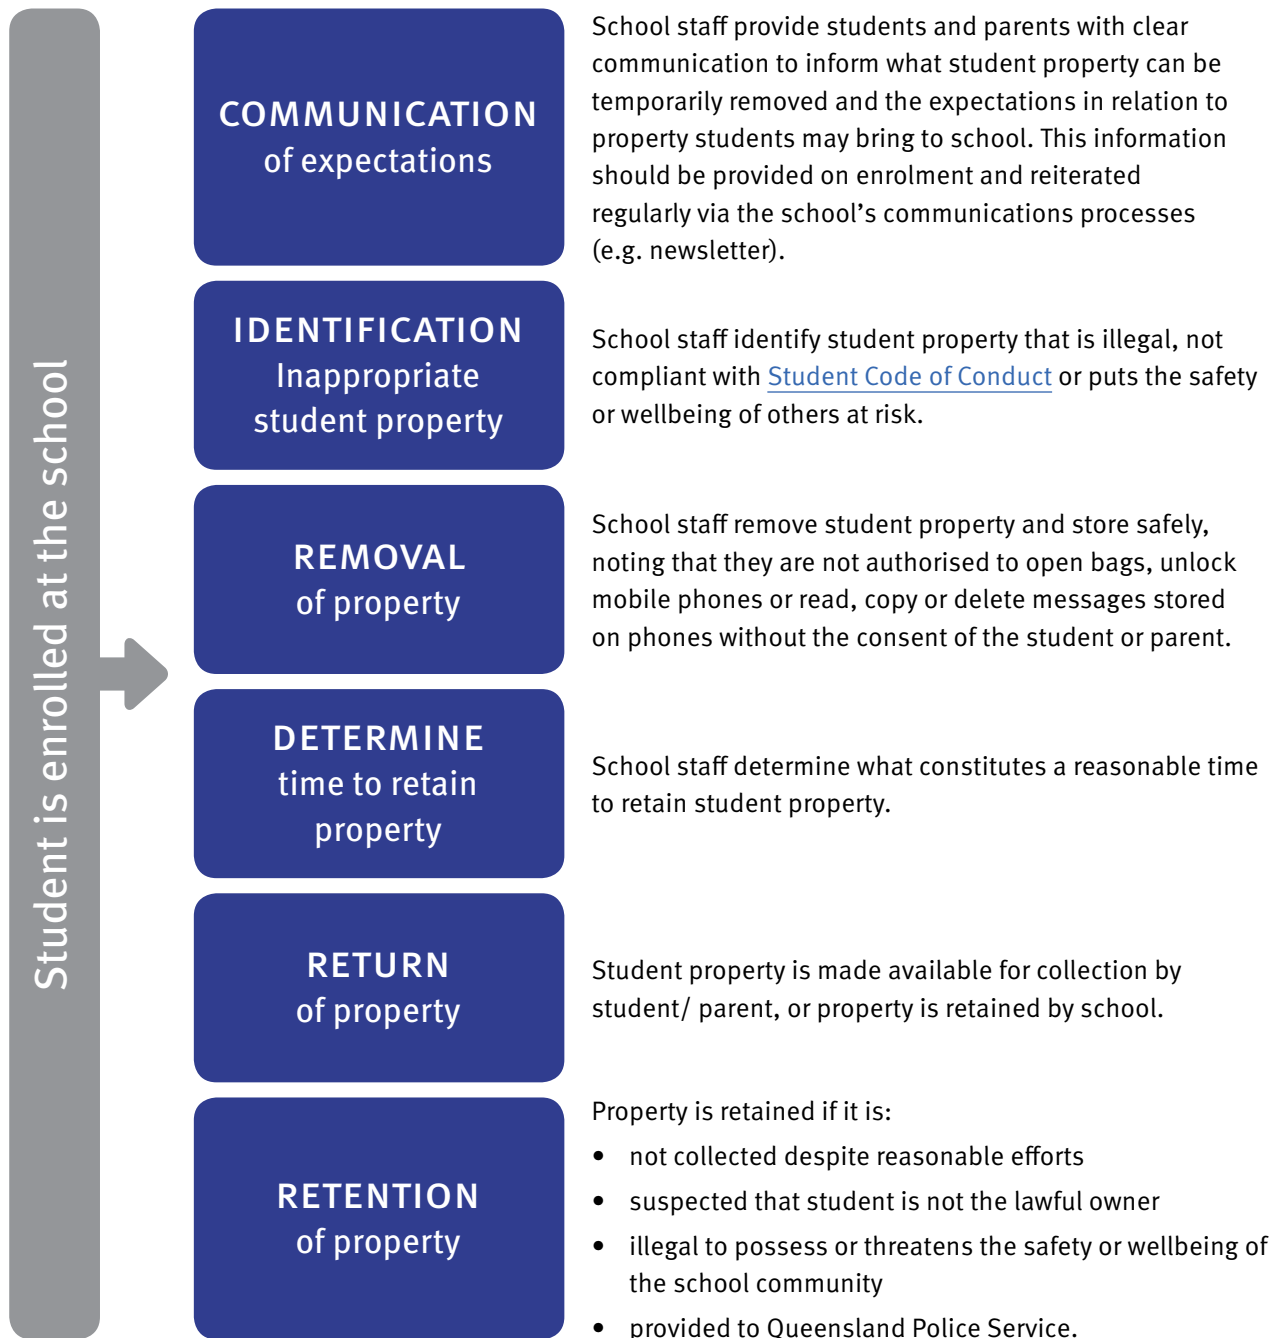 Student is enrolled at the school
COMMUNICATION
of expectations
School staff provide students and parents with clear
communication to inform what student property can be
temporarily removed and the expectations in relation to
property students may bring to school. This information
should be provided on enrolment and reiterated
regularly via the school’s communications processes
(e.g. newsletter).
IDENTIFICATION
Inappropriate
student property
School staff identify student property that is illegal, not
compliant with Student Code of Conduct or puts the safety
or wellbeing of others at risk.
REMOVAL
of property
School staff remove student property and store safely,
noting that they are not authorised to open bags, unlock
mobile phones or read, copy or delete messages stored
on phones without the consent of the student or parent.
DETERMINE
time to retain
property
School staff determine what constitutes a reasonable time
to retain student property.
RETURN
of property
Student property is made available for collection by
student/ parent, or property is retained by school.
RETENTION
of property
Property is retained if it is:
• not collected despite reasonable efforts
• suspected that student is not the lawful owner
• illegal to possess or threatens the safety or wellbeing of
the school community
• provided to Queensland Police Service.